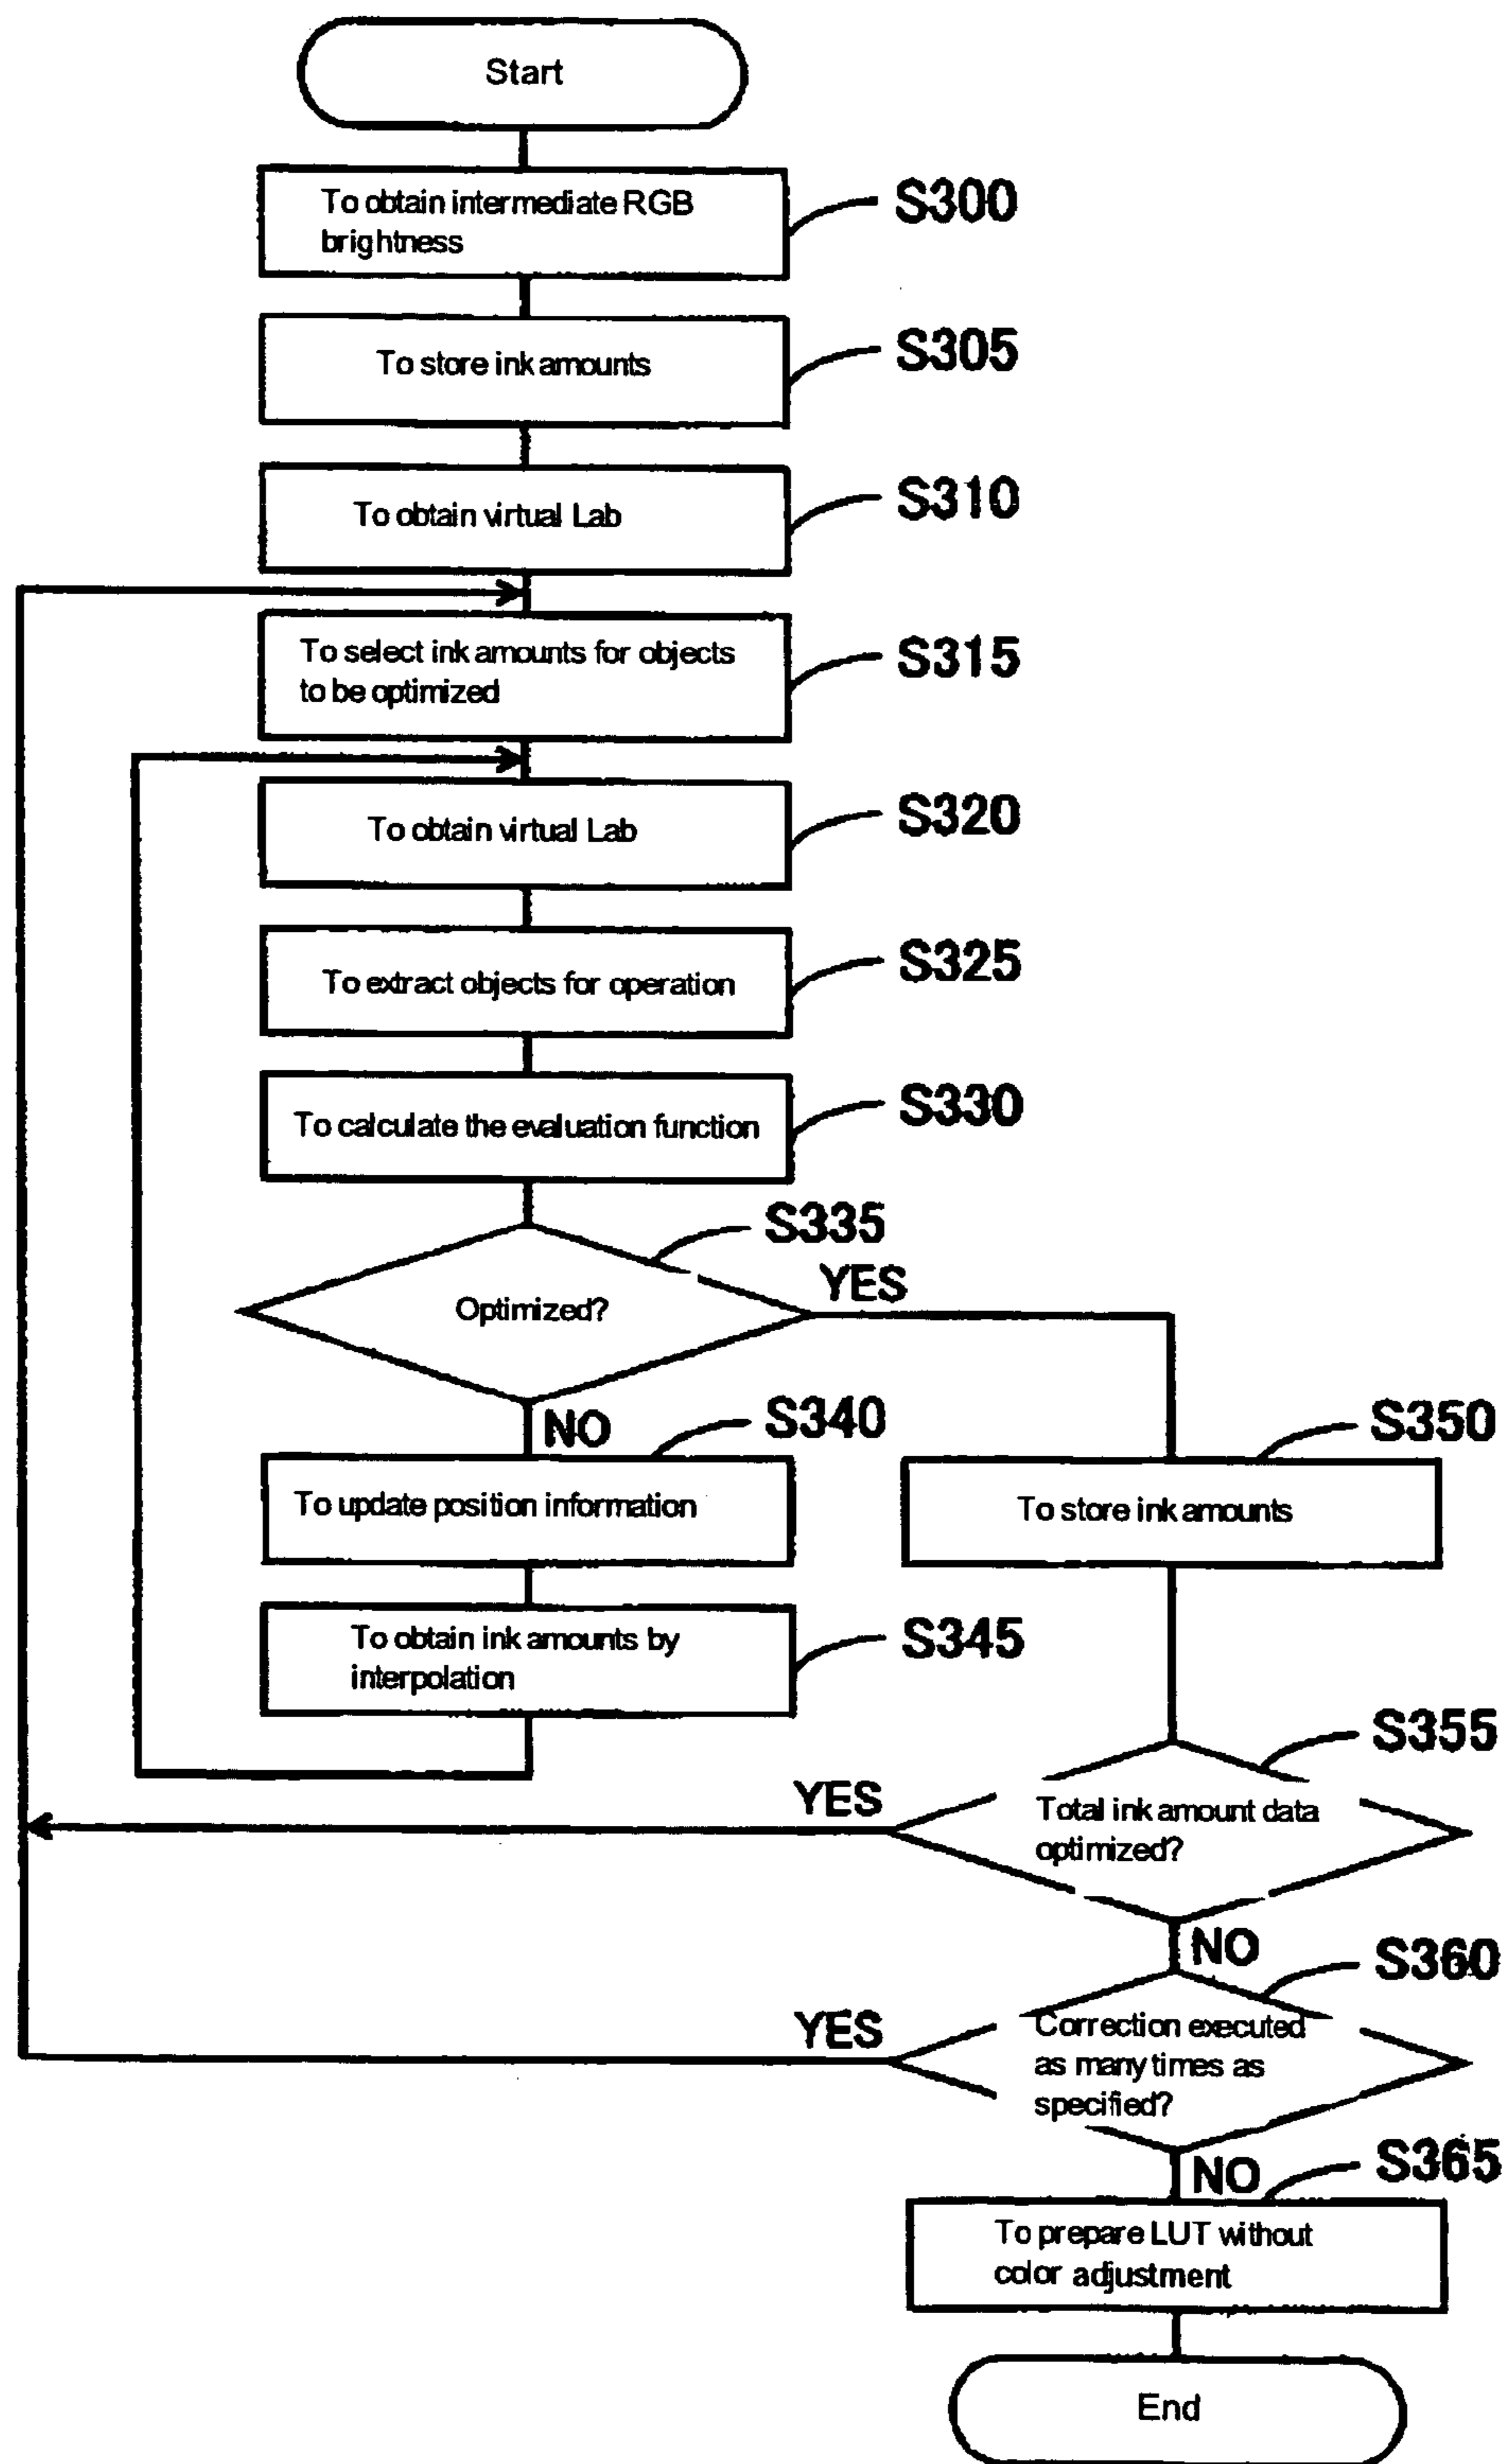 Start
To obtain intermediate RGB
brightness
S300
To store ink amounts
S305
To obtain virtual Lab
S310
To select ink amounts for objects
to be optimized
S315
To obtain virtual Lab
S320
To extract objects for operation
S325
To calculate the evaluation function
S330
S335
Optimized?
YES
NO
S340
To update position information
S350
To store ink amounts
To obtain ink amounts by
interpolation
S345
S355
YES
Total ink amount data
optimized?
NO
S360
YES
Correction executed
as many times as
specified?
NO
S365
To prepare LUT without
color adjustment
End